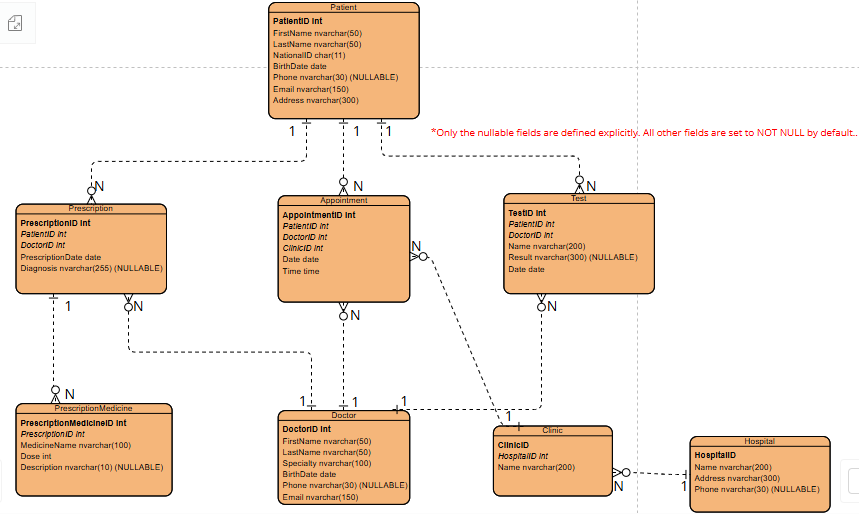 Patient
PatientID int
FirstName nvarchar(50)
LastName nvarchar(50)
NationalID char(11)
BirthDate date
Phone nvarchar(30) (NULLABLE)
Email nvarchar(150)
Address nvarchar(300)
1
1
1
*Only the nullable fields are defined explicitly. All other fields are set to NOT NULL by default..
N
N
N
Prescription
PrescriptionID int
PatientID int
DoctorID int
PrescriptionDate date
Diagnosis nvarchar(255) (NULLABLE)
Appointment
AppointmentID int
PatientID int
DoctorID int
ClinicID int
Date date
Time time
N
Test
TestID int
PatientID int
DoctorID int
Name nvarchar(200)
Result nvarchar(300) (NULLABLE)
Date date
1
N
N
N
N
1
1
1
1
PrescriptionMedicine
PrescriptionMedicineID int
PrescriptionID int
MedicineName nvarchar(100)
Dose int
Description nvarchar(10) (NULLABLE)
Doctor
DoctorID int
FirstName nvarchar(50)
LastName nvarchar(50)
Specialty nvarchar(100)
BirthDate date
Phone nvarchar(30) (NULLABLE)
Email nvarchar(150)
Clinic
ClinicID
HospitalID int
Name nvarchar(200)
N
1
Hospital
HospitalID
Name nvarchar(200)
Address nvarchar(300)
Phone nvarchar(30) (NULLABLE)